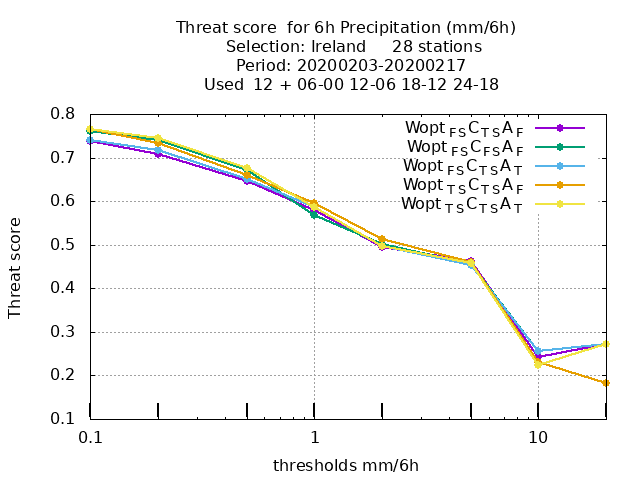 Threat score  for 6h Precipitation (mm/6h)
Selection: Ireland     28 stations
Period: 20200203-20200217
Used  12 + 06-00 12-06 18-12 24-18
Wopt FS C TS A F
Wopt FS C FS A F
Wopt FS C TS A T
Wopt TS C TS A F
Wopt TS C TS A T
0.8
0.7
0.6
0.5
0.4
0.3
0.2
0.1
Threat score
0.1 1 10
thresholds mm/6h